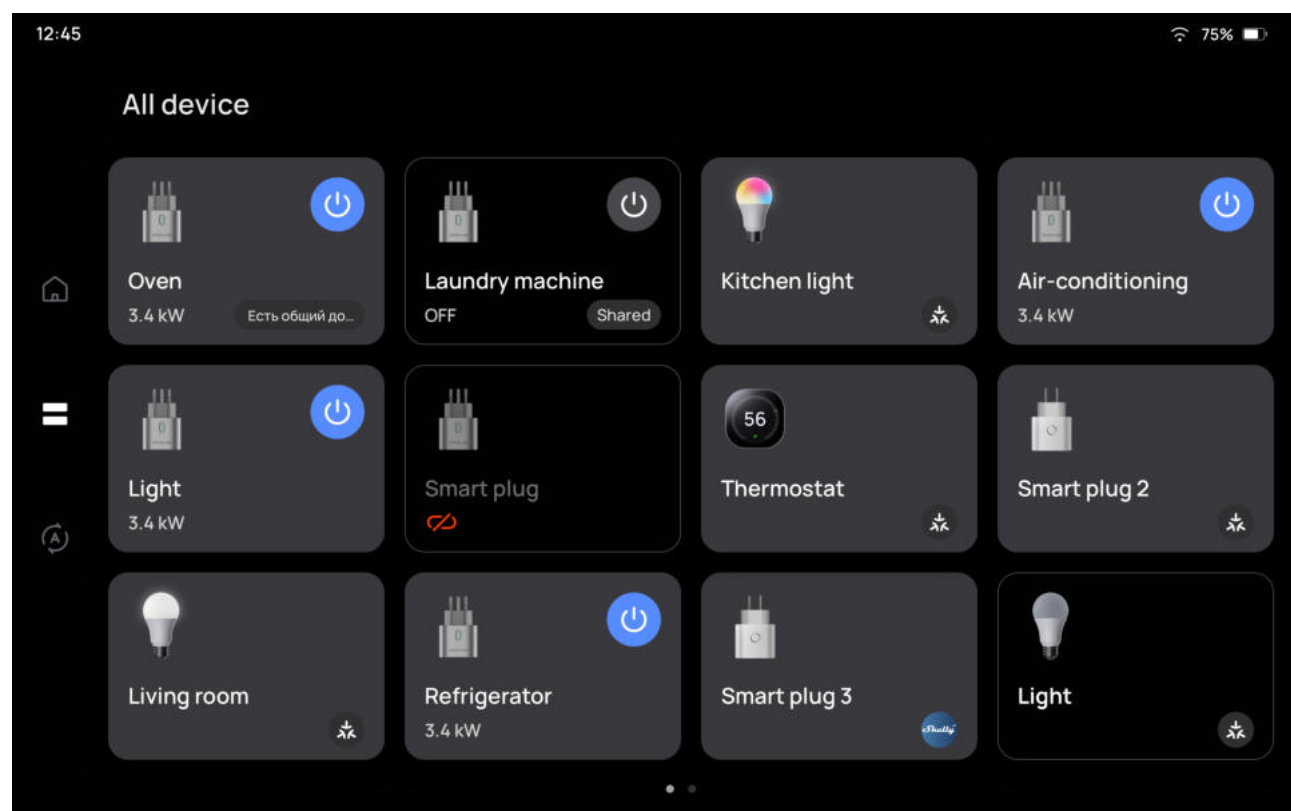 12:45
75%
All device
Oven
3.4 kW
Есть общий до...
Laundry machine
OFF
Shared
Kitchen light
Air-conditioning
3.4 kW
Light
3.4 kW
Smart plug
56
Thermostat
Smart plug 2
A
Living room
Refrigerator
3.4 kW
Smart plug 3
Shelly
Light